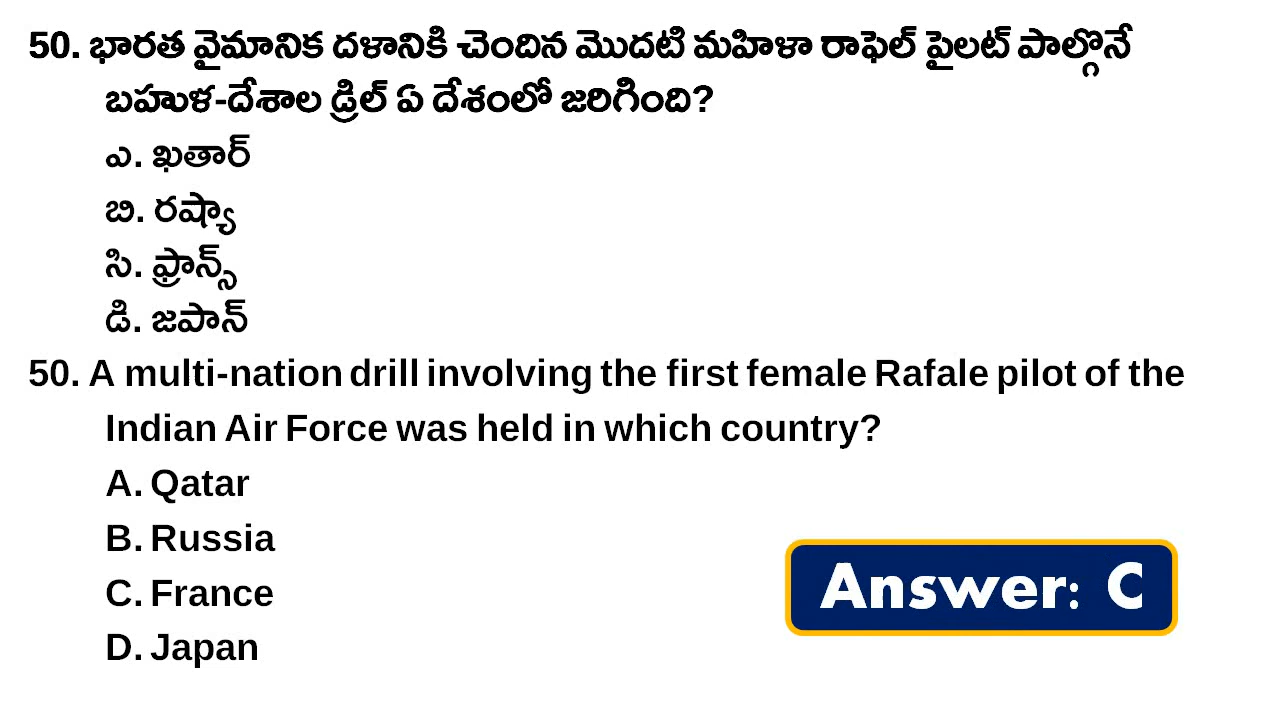 50. భారత వైమానిక దళానికి చెందిన మొదటి మహిళా రాఫెల్ పైలట్ పాల్గొనే
బహుళ-దేశాల డ్రిల్ ఏ దేశంలో జరిగింది?
ఎ. ఖతార్
బి. రష్యా
సి. ఫ్రాన్స్
డి. జపాన్
50. A multi-nation drill involving the first female Rafale pilot of the
Indian Air Force was held in which country?
A. Qatar
B. Russia
C. France
D. Japan
Answer: C